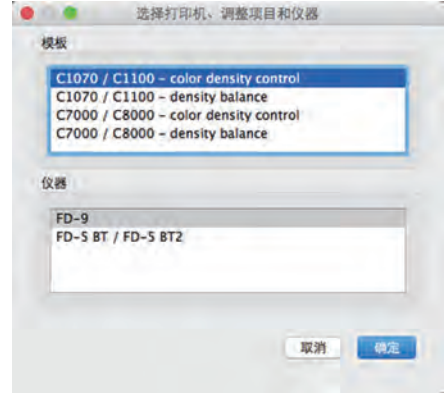 选择打印机、调整项目和仪器
模板
C1070 / C1100 – color density control
C1070 / C1100 – density balance
C7000 / C8000 – color density control
C7000 / C8000 – density balance
仪器
FD-9
FD-5 BT / FD-5 BT2
取消
确定